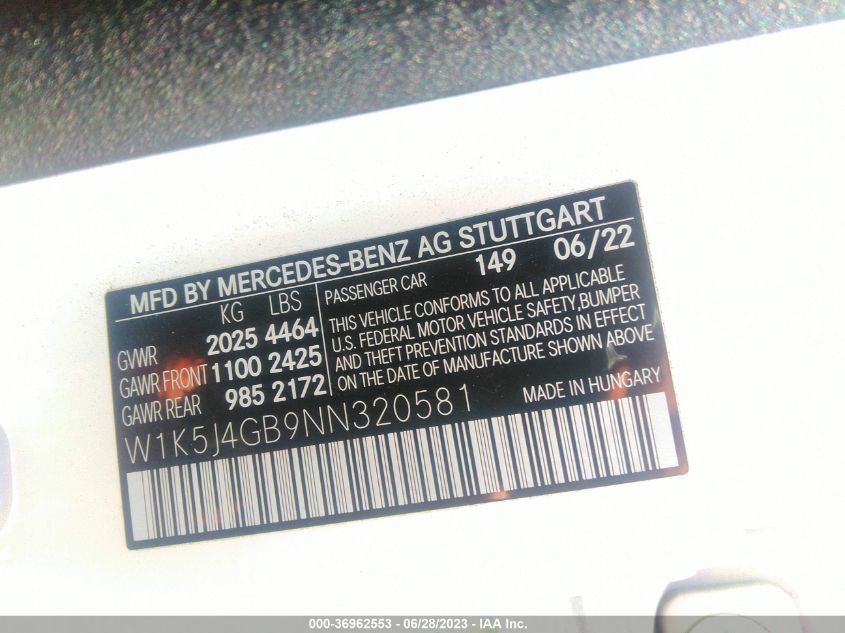 MFD BY MERCEDES-BENZ AG STUTTGART
KG LBS
GVWR 2025 4464
GAWR FRONT 1100 2425
GAWR REAR 985 2172
PASSENGER CAR 149 06/22
THIS VEHICLE CONFORMS TO ALL APPLICABLE
U.S. FEDERAL MOTOR VEHICLE SAFETY,BUMPER
AND THEFT PREVENTION STANDARDS IN EFFECT
ON THE DATE OF MANUFACTURE SHOWN ABOVE
W1K5J4GB9NN320581 MADE IN HUNGARY
000-36962553 - 06/28/2023 - IAA Inc.